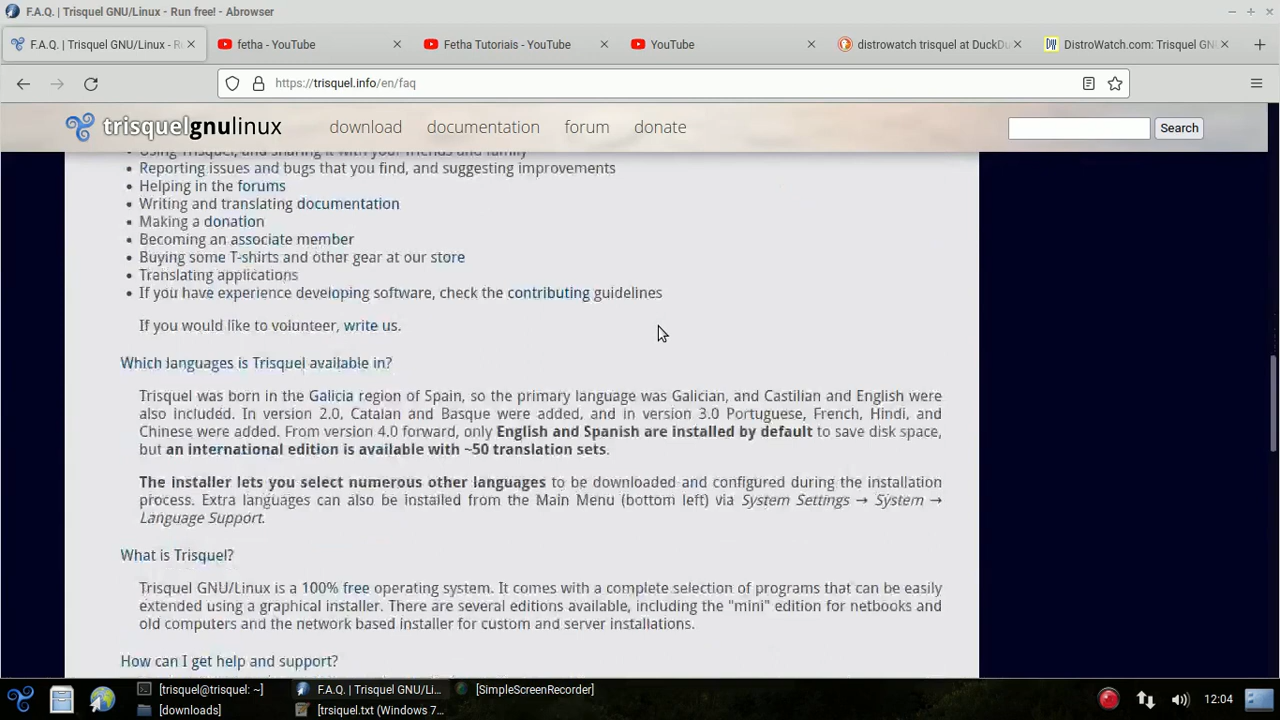 F.A.Q. | Trisquel GNU/Linux - Run free! - Abrowser
F.A.Q. | Trisquel GNU/Linux - Ru
fetha - YouTube
Fetha Tutoriais - YouTube
YouTube
distrowatch trisquel at DuckDu
DistroWatch.com: Trisquel GN
https://trisquel.info/en/faq
trisquelgnulinux
download
documentation
forum
donate
Search
Using Trisquel, and sharing it with your friends and family
Reporting issues and bugs that you find, and suggesting improvements
Helping in the forums
Writing and translating documentation
Making a donation
Becoming an associate member
Buying some T-shirts and other gear at our store
Translating applications
If you have experience developing software, check the contributing guidelines
If you would like to volunteer, write us.
Which languages is Trisquel available in?
Trisquel was born in the Galicia region of Spain, so the primary language was Galician, and Castilian and English were
also included. In version 2.0, Catalan and Basque were added, and in version 3.0 Portuguese, French, Hindi, and
Chinese were added. From version 4.0 forward, only English and Spanish are installed by default to save disk space,
but an international edition is available with ~50 translation sets.
The installer lets you select numerous other languages to be downloaded and configured during the installation
process. Extra languages can also be installed from the Main Menu (bottom left) via System Settings → System →
Language Support.
What is Trisquel?
Trisquel GNU/Linux is a 100% free operating system. It comes with a complete selection of programs that can be easily
extended using a graphical installer. There are several editions available, including the "mini" edition for netbooks and
old computers and the network based installer for custom and server installations.
How can I get help and support?
[trisquel@trisquel: ~]
F.A.Q. | Trisquel GNU/Li...
[SimpleScreenRecorder]
12:04
[downloads]
trsiquel.txt (Windows 7...